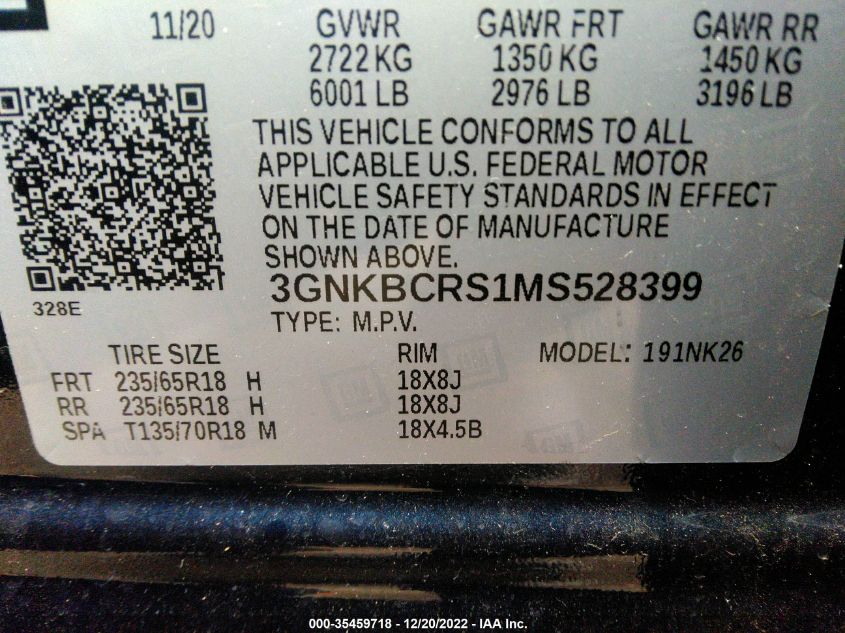 11/20 GVWR GAWR FRT GAWR RR
2722 KG 1350 KG 1450 KG
6001 LB 2976 LB 3196 LB
THIS VEHICLE CONFORMS TO ALL
APPLICABLE U.S. FEDERAL MOTOR
VEHICLE SAFETY STANDARDS IN EFFECT
ON THE DATE OF MANUFACTURE
SHOWN ABOVE.
3GNKBCRS1MS528399
328E
TYPE: M.P.V.
TIRE SIZE RIM MODEL: 191NK26
FRT 235/65R18 H 18X8J
RR 235/65R18 H 18X8J
SPA T135/70R18 M 18X4.5B
000-35459718 - 12/20/2022 - IAA Inc.